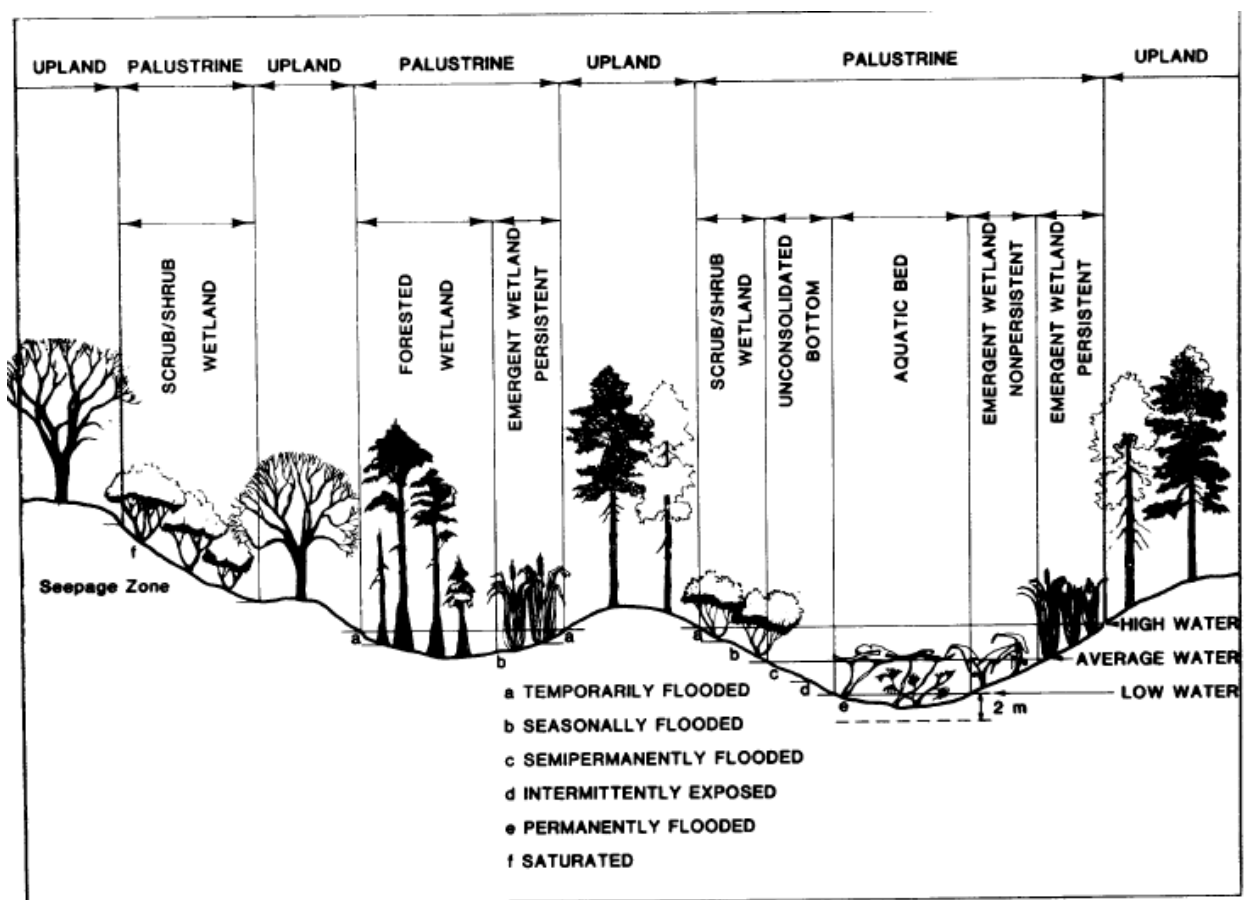 UPLAND PALUSTRINE UPLAND PALUSTRINE UPLAND PALUSTRINE UPLAND
SCRUB/SHRUB
WETLAND
FORESTED
WETLAND
EMERGENT WETLAND
PERSISTENT
SCRUB/SHRUB
WETLAND
UNCONSOLIDATED
BOTTOM
AQUATIC BED
EMERGENT WETLAND
NONPERSISTENT
EMERGENT WETLAND
PERSISTENT
f
Seepage Zone
a
b
a
a
b
c
d
e
HIGH WATER
AVERAGE WATER
LOW WATER
2 m
a TEMPORARILY FLOODED
b SEASONALLY FLOODED
c SEMIPERMANENTLY FLOODED
d INTERMITTENTLY EXPOSED
e PERMANENTLY FLOODED
f SATURATED